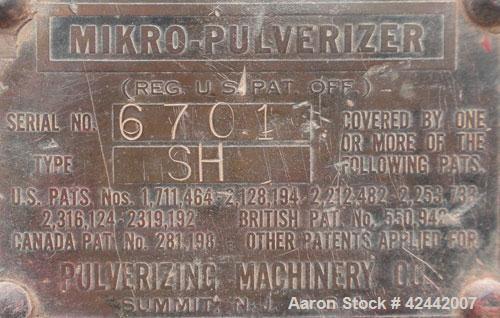 MIKRO-PULVERIZER
(REG. U.S. PAT. OFF.)
SERIAL NO. 6701 COVERED BY ONE
OR MORE OF THE
TYPE SH FOLLOWING PATS.
U.S. PATS. Nos. 1,711,464-2,128,194-2,212,482-2,253,733
2,316,124-2319,192 BRITISH PAT. No. 550,942
CANADA PAT. No. 281,198 OTHER PATENTS APPLIED FOR
PULVERIZING MACHINERY CO.
SUMMIT N.J.
Aaron Stock # 42442007